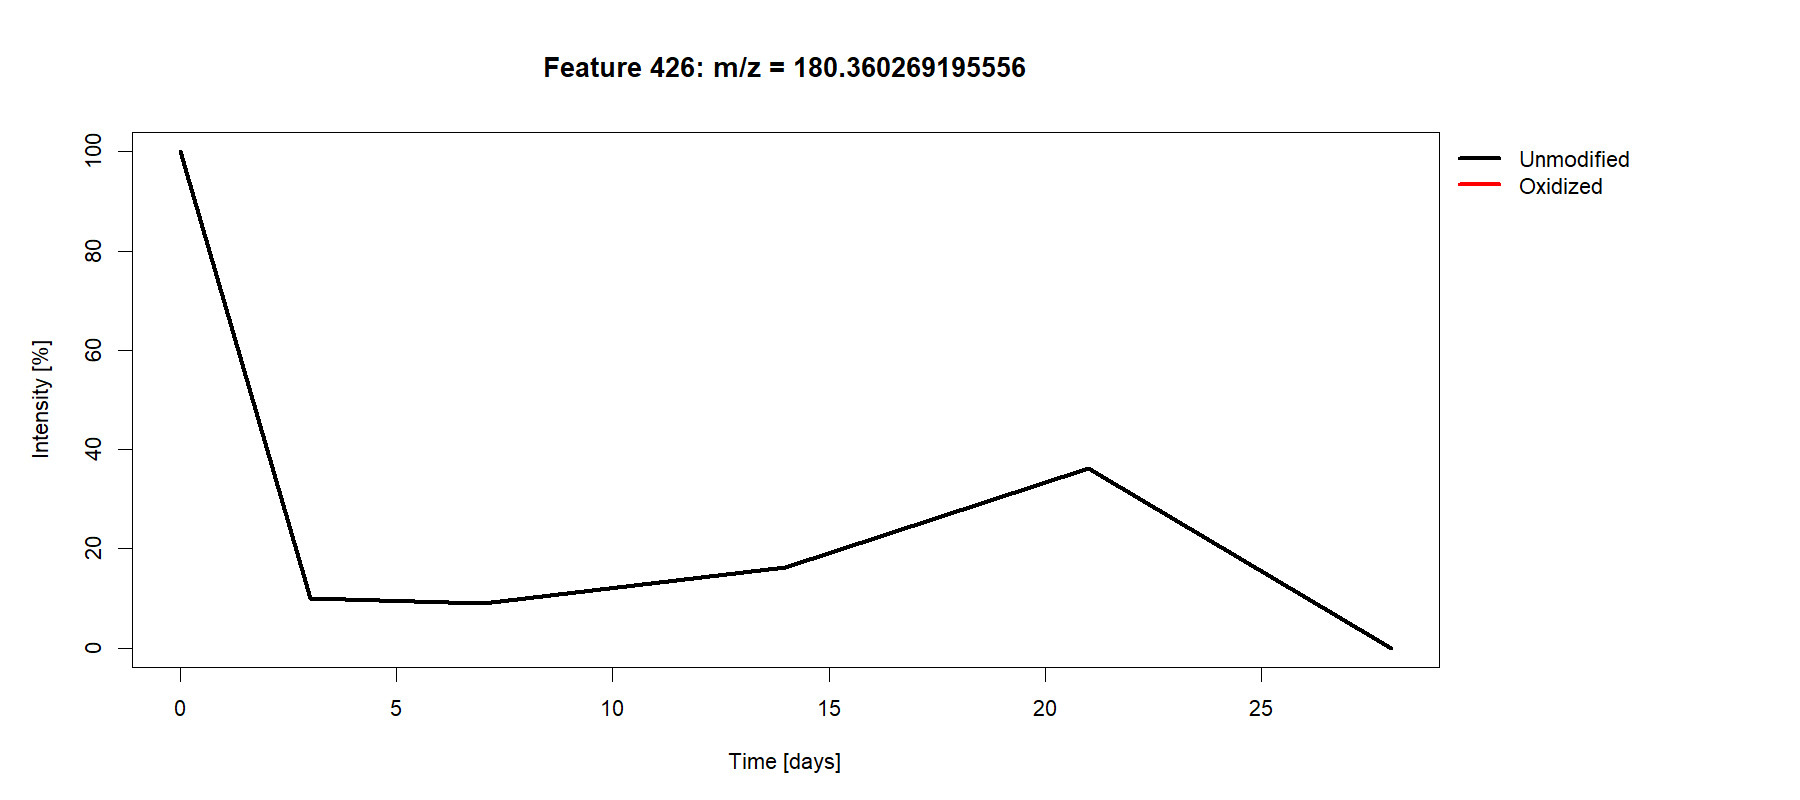 Feature 426: m/z = 180.360269195556
Unmodified
Oxidized
Intensity [%]
100
80
60
40
20
0
0 5 10 15 20 25
Time [days]